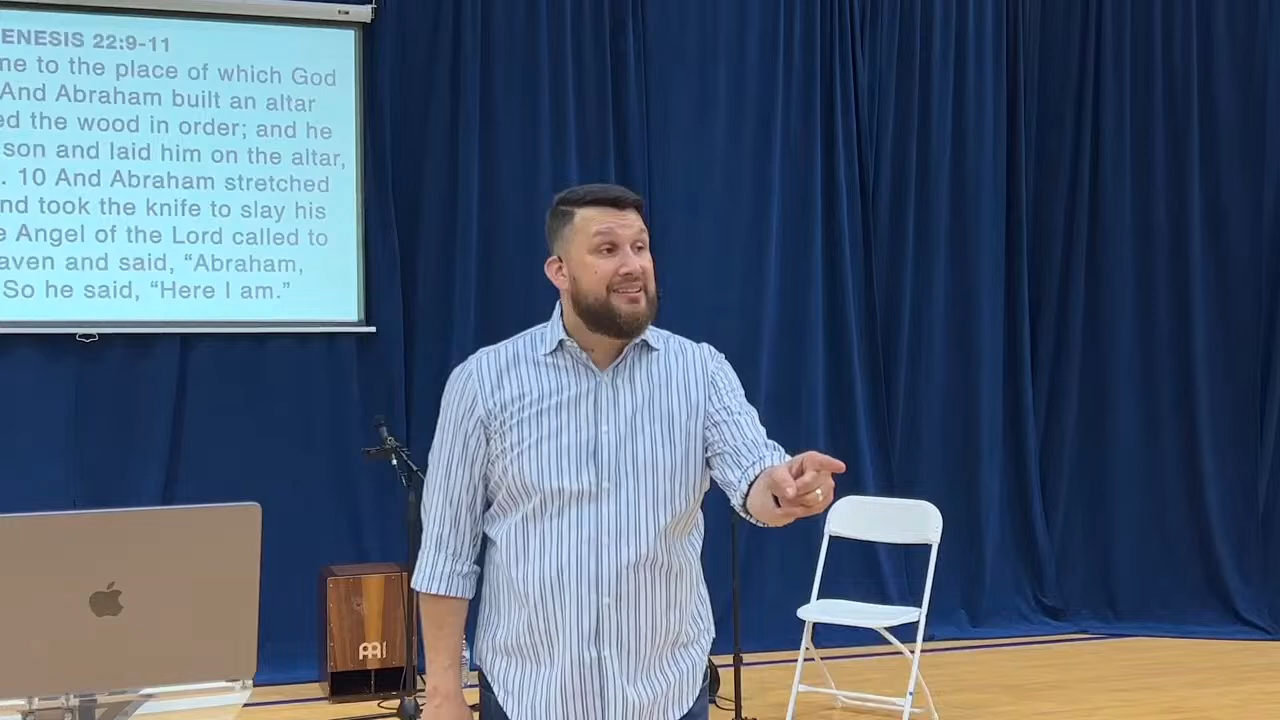 ENESIS 22:9-11
me to the place of which God
And Abraham built an altar
ed the wood in order; and he
son and laid him on the altar,
. 10 And Abraham stretched
nd took the knife to slay his
e Angel of the Lord called to
aven and said, “Abraham,
So he said, “Here I am.”
MEINL